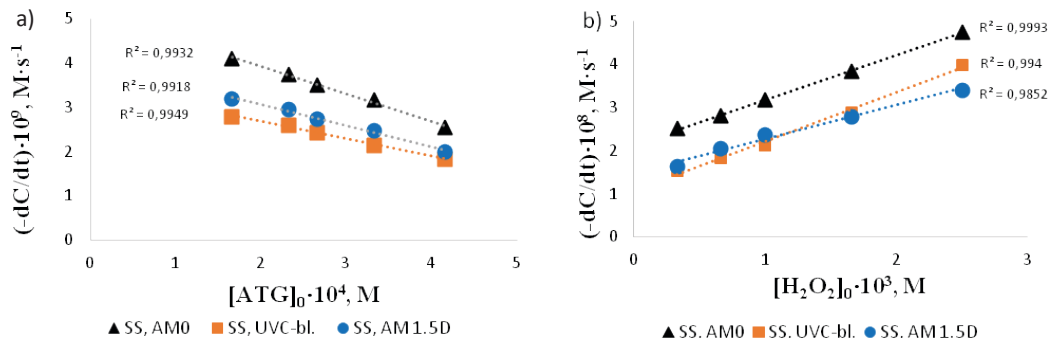 a)
(-dC/dt)·10⁹, M·s⁻¹
5
4
3
2
1
0
R² = 0,9932
R² = 0,9918
R² = 0,9949
0 1 2 3 4 5
[ATG]₀·10⁴, M
SS, AM0 SS, UVC-bl. SS, AM 1.5D
b)
(-dC/dt)·10⁸, M·s⁻¹
5
4
3
2
1
0
R² = 0,9993
R² = 0,994
R² = 0,9852
0 1 2 3
[H₂O₂]₀·10³, M
SS. AM0 SS. UVC-bl. SS. AM 1.5D